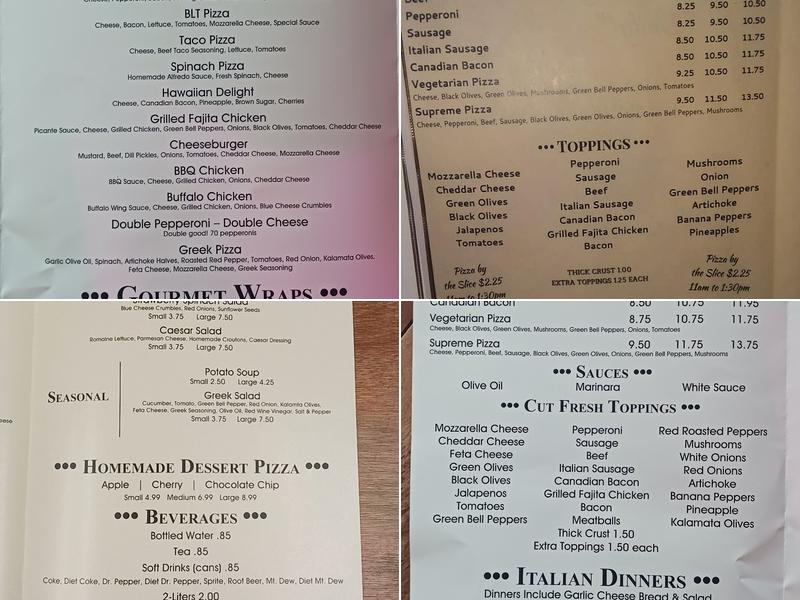 BLT Pizza
Cheese, Bacon, Lettuce, Tomatoes, Mozzarella Cheese, Special Sauce
Taco Pizza
Cheese, Beef Taco Seasoning, Lettuce, Tomatoes
Spinach Pizza
Homemade Alfredo Sauce, Fresh Spinach, Cheese
Hawaiian Delight
Cheese, Canadian Bacon, Pineapple, Brown Sugar, Cherries
Grilled Fajita Chicken
Picante Sauce, Cheese, Grilled Chicken, Green Bell Peppers, Onions, Black Olives, Tomatoes, Cheddar Cheese
Cheeseburger
Mustard, Beef, Dill Pickles, Onions, Tomatoes, Cheddar Cheese, Mozzarella Cheese
BBQ Chicken
BBQ Sauce, Cheese, Grilled Chicken, Onions, Cheddar Cheese
Buffalo Chicken
Buffalo Wing Sauce, Cheese, Grilled Chicken, Onions, Blue Cheese Crumbles
Double Pepperoni – Double Cheese
Double good! 70 pepperonis
Greek Pizza
Garlic Olive Oil, Spinach, Artichoke Halves, Roasted Red Pepper, Tomatoes, Red Onion, Kalamata Olives,
Feta Cheese, Mozzarella Cheese, Greek Seasoning
••• GOURMET WRAPS •••
Beef 8.25 9.50 10.50
Pepperoni 8.25 9.50 10.50
Sausage 8.50 10.50 11.75
Italian Sausage 8.50 10.50 11.75
Canadian Bacon 9.25 10.50 11.75
Vegetarian Pizza
Cheese, Black Olives, Green Olives, Mushrooms, Green Bell Peppers, Onions, Tomatoes
Supreme Pizza 9.50 11.50 13.50
Cheese, Pepperoni, Beef, Sausage, Black Olives, Green Olives, Onions, Green Bell Peppers, Mushrooms
••• TOPPINGS •••
Mozzarella Cheese Pepperoni Mushrooms
Cheddar Cheese Sausage Onion
Green Olives Beef Green Bell Peppers
Black Olives Italian Sausage Artichoke
Jalapenos Canadian Bacon Banana Peppers
Tomatoes Grilled Fajita Chicken Pineapples
Bacon
Pizza by
the Slice $2.25
11am to 1:30pm
THICK CRUST 1.00
EXTRA TOPPINGS 1.25 EACH
Pizza by
the Slice $2.25
11am to 1:30pm
Strawberry Spinach Salad
Blue Cheese Crumbles, Red Onions, Sunflower Seeds
Small 3.75 Large 7.50
Caesar Salad
Romaine Lettuce, Parmesan Cheese, Homemade Croutons, Caesar Dressing
Small 3.75 Large 7.50
SEASONAL
Potato Soup
Small 2.50 Large 4.25
Greek Salad
Cucumber, Tomato, Green Bell Pepper, Red Onion, Kalamta Olives,
Feta Cheese, Greek Seasoning, Olive Oil, Red Wine Vinegar, Salt & Pepper
Small 3.75 Large 7.50
••• HOMEMADE DESSERT PIZZA •••
Apple | Cherry | Chocolate Chip
Small 4.99 Medium 6.99 Large 8.99
••• BEVERAGES •••
Bottled Water .85
Tea .85
Soft Drinks (cans) .85
Coke, Diet Coke, Dr. Pepper, Diet Dr. Pepper, Sprite, Root Beer, Mt. Dew, Diet Mt. Dew
2-Liters 2.00
Canadian Bacon 8.50 10.75 11.95
Vegetarian Pizza 8.75 10.75 11.75
Cheese, Black Olives, Green Olives, Mushrooms, Green Bell Peppers, Onions, Tomatoes
Supreme Pizza 9.50 11.75 13.75
Cheese, Pepperoni, Beef, Sausage, Black Olives, Green Olives, Onions, Green Bell Peppers, Mushrooms
••• SAUCES •••
Olive Oil Marinara White Sauce
••• CUT FRESH TOPPINGS •••
Mozzarella Cheese Pepperoni Red Roasted Peppers
Cheddar Cheese Sausage Mushrooms
Feta Cheese Beef White Onions
Green Olives Italian Sausage Red Onions
Black Olives Canadian Bacon Artichoke
Jalapenos Grilled Fajita Chicken Banana Peppers
Tomatoes Bacon Pineapple
Green Bell Peppers Meatballs Kalamata Olives
Thick Crust 1.50
Extra Toppings 1.50 each
••• ITALIAN DINNERS •••
Dinners Include Garlic Cheese Bread & Salad